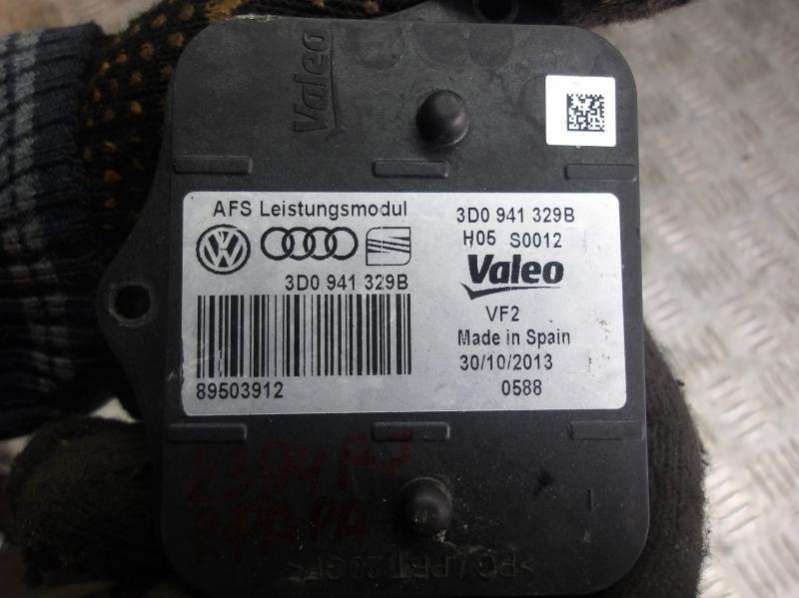 Valeo
AFS Leistungsmodul
3D0 941 329B
H05 S0012
3D0 941 329B
Valeo
VF2
Made in Spain
30/10/2013
89503912
0588